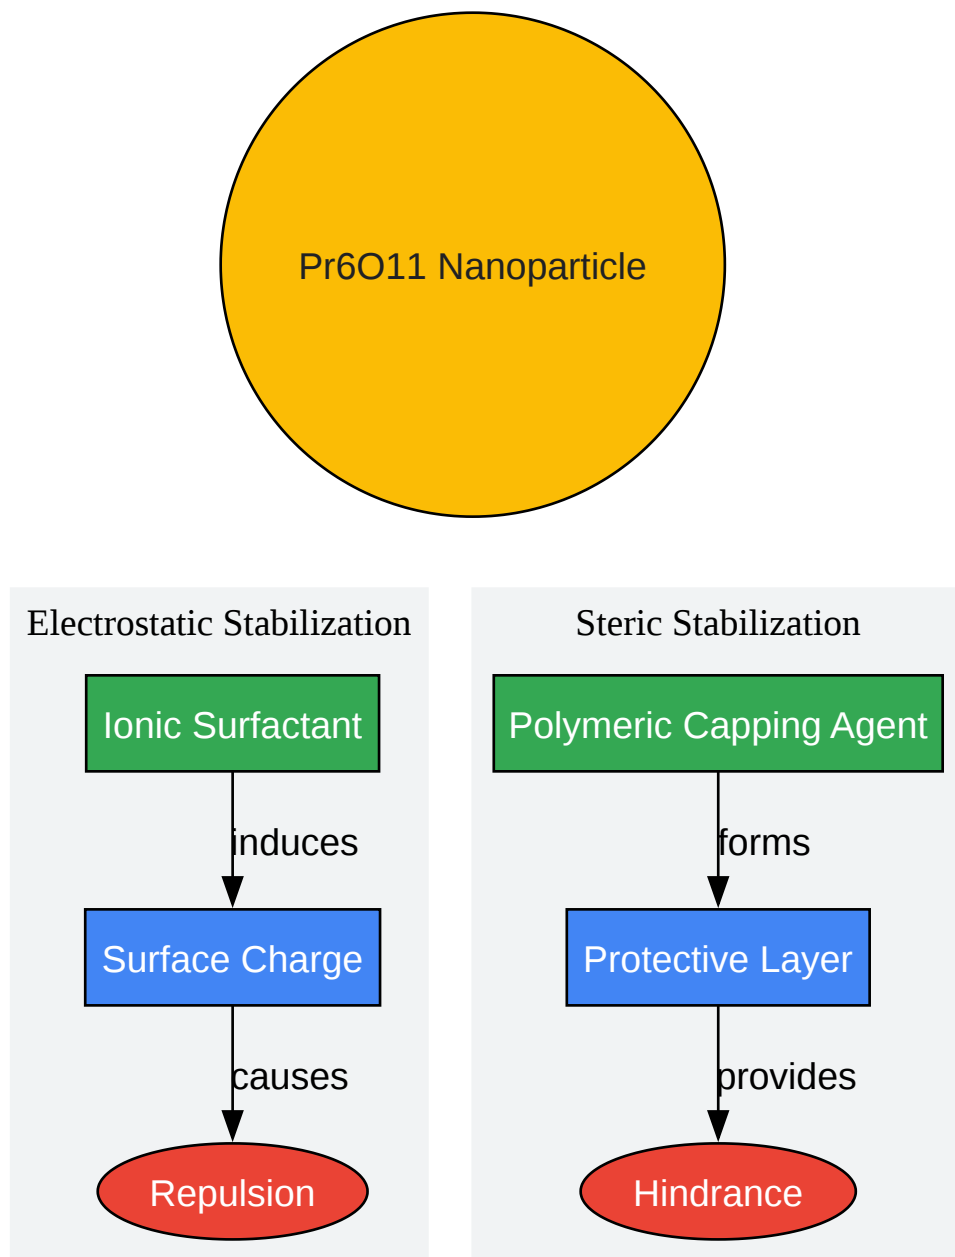 Pr6O11 Nanoparticle
Electrostatic Stabilization
Ionic Surfactant
induces
Surface Charge
causes
Repulsion
Steric Stabilization
Polymeric Capping Agent
forms
Protective Layer
provides
Hindrance